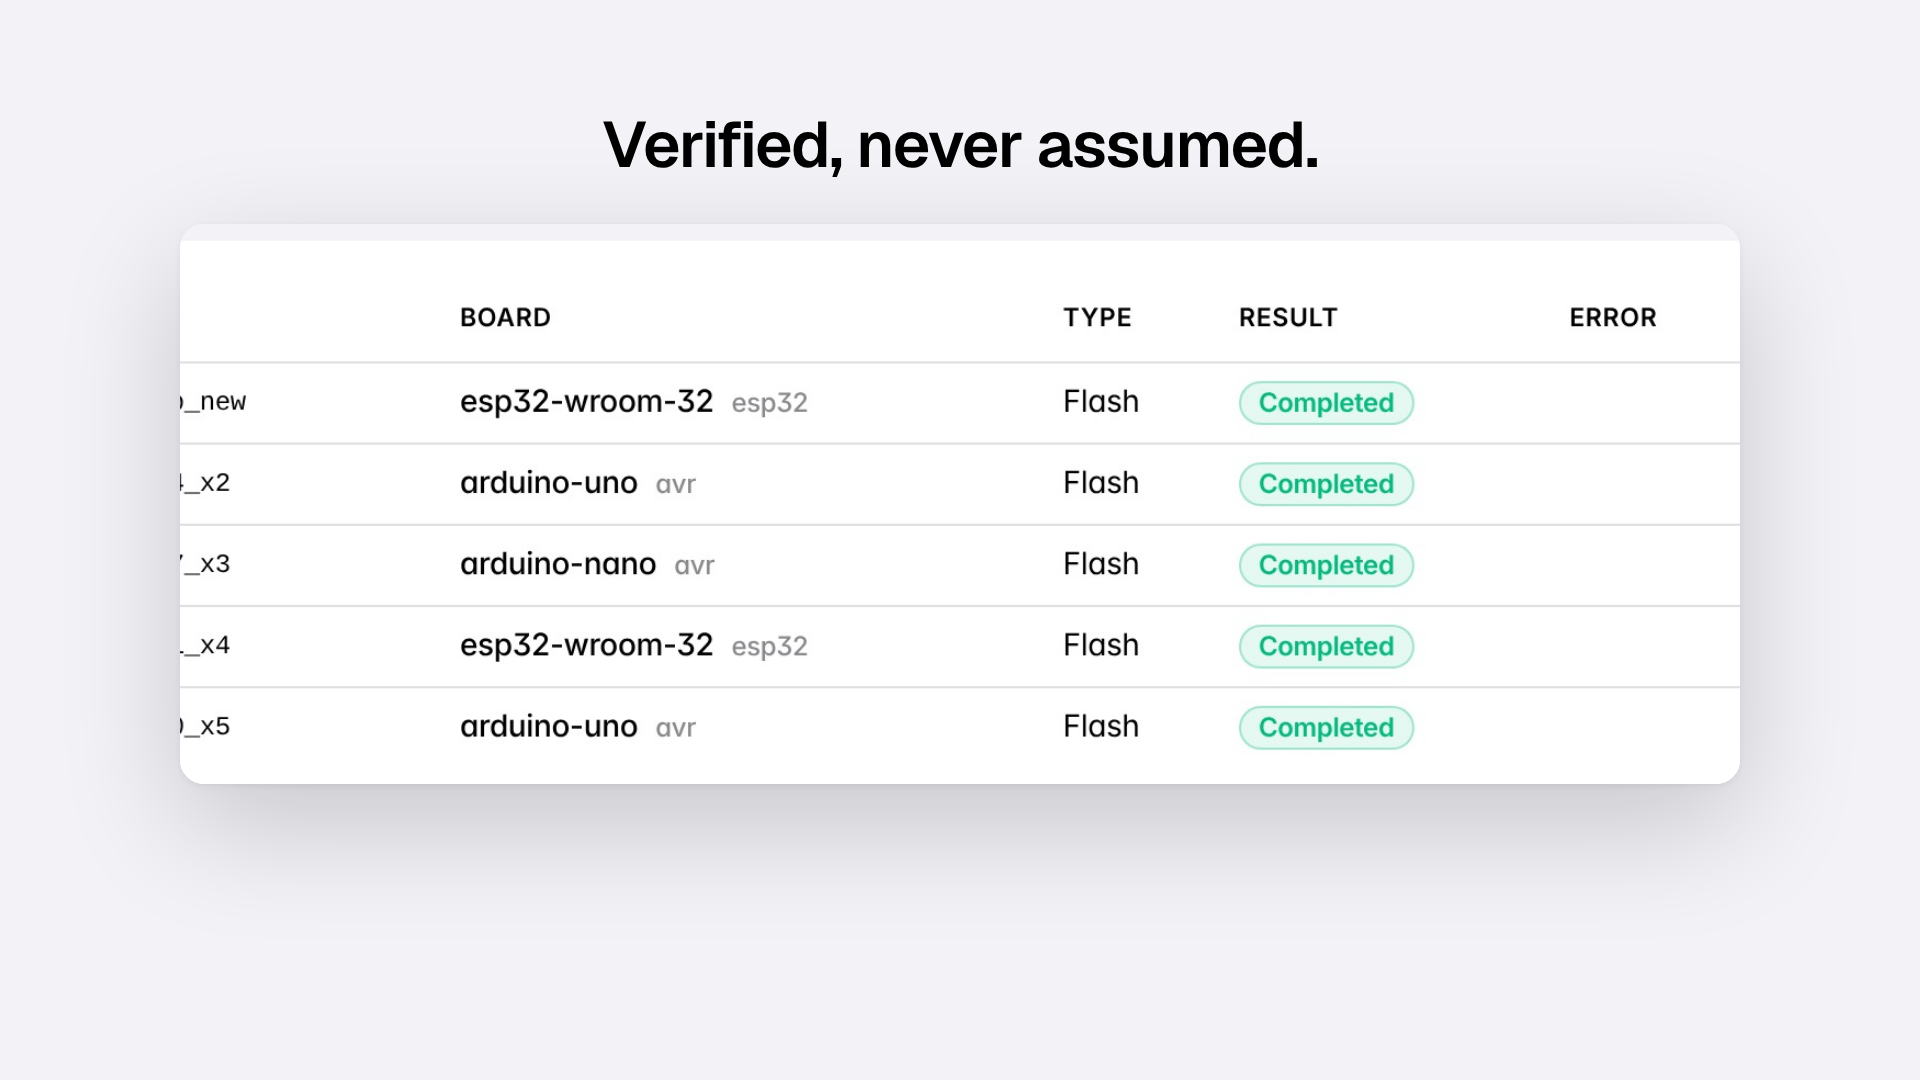 Verified, never assumed.
BOARD TYPE RESULT ERROR
_new esp32-wroom-32 esp32 Flash Completed
_x2 arduino-uno avr Flash Completed
_x3 arduino-nano avr Flash Completed
_x4 esp32-wroom-32 esp32 Flash Completed
_x5 arduino-uno avr Flash Completed